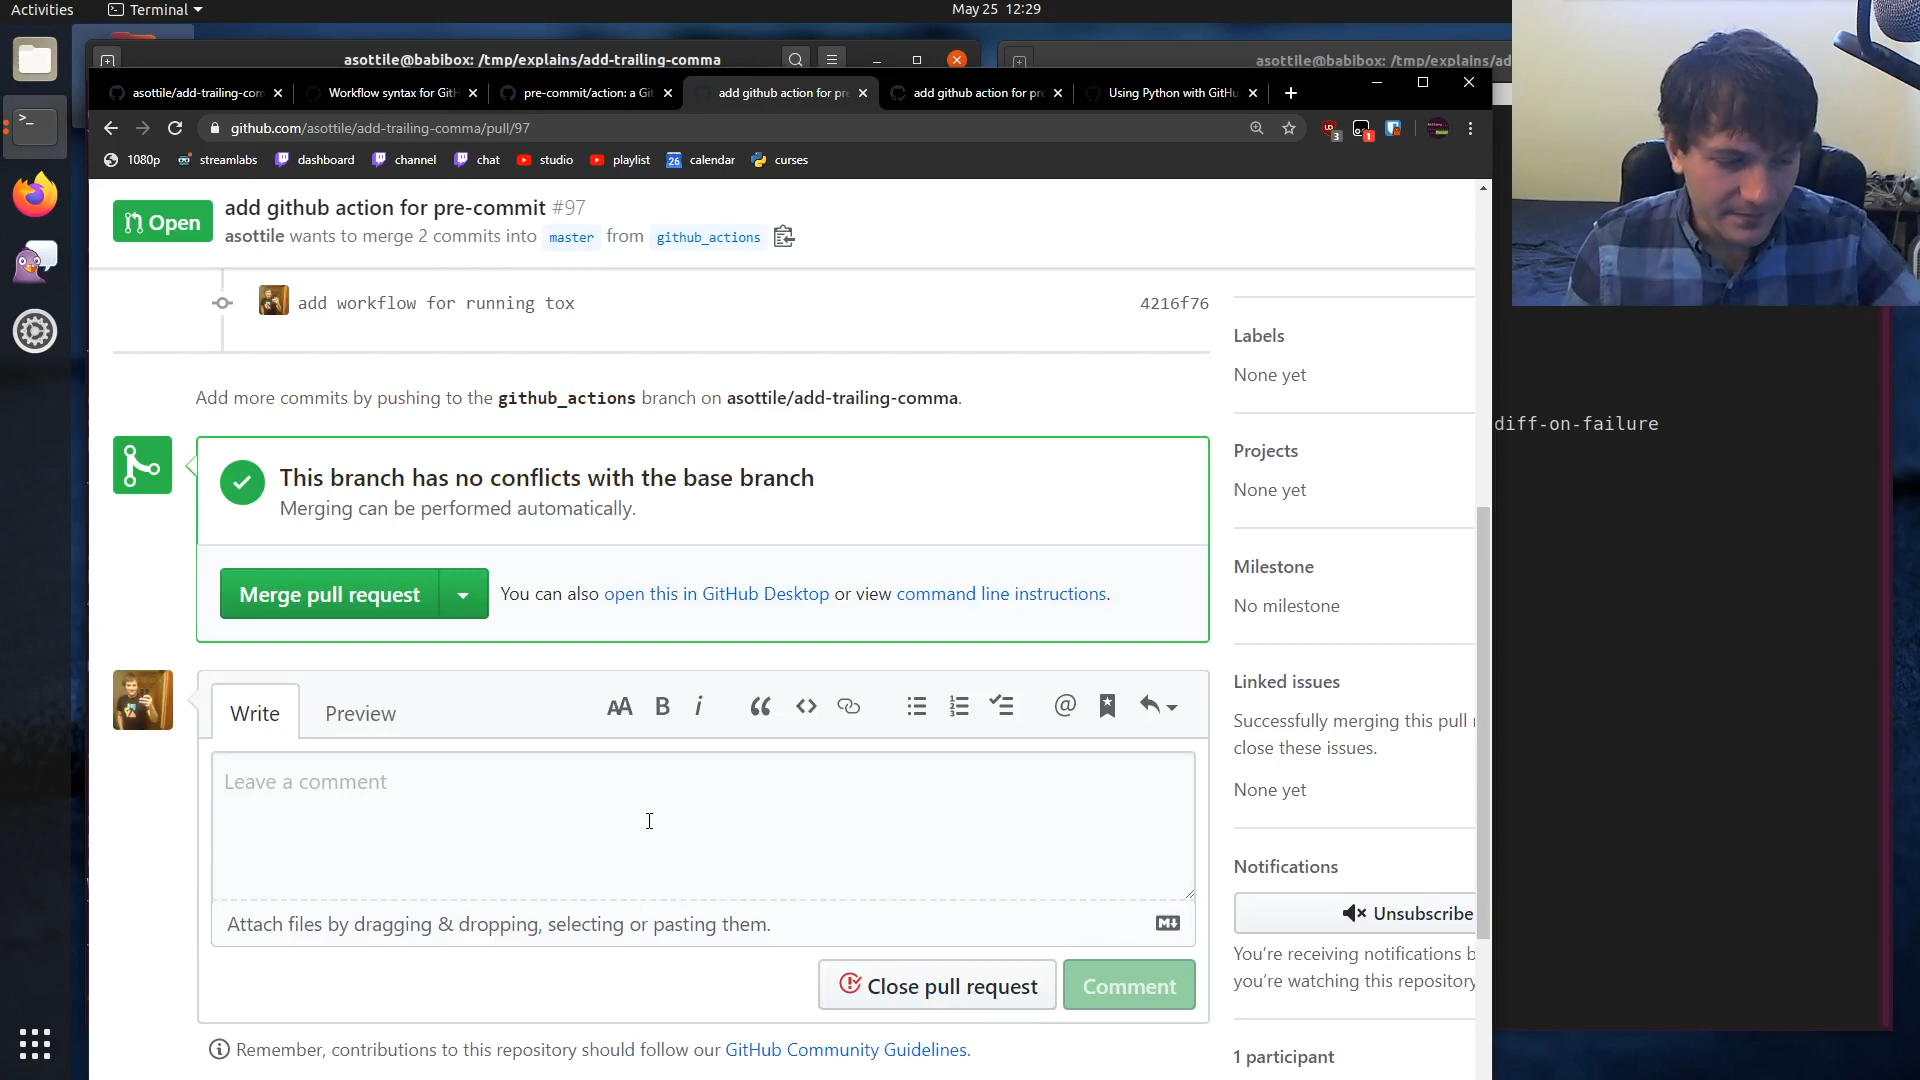 Activities
Terminal
May 25 12:29
asottile@babibox: /tmp/explains/add-trailing-comma
asottile@babibox: /tmp/explains/ad
asottile/add-trailing-com
Workflow syntax for GitH
pre-commit/action: a Git
add github action for pre
add github action for pre
Using Python with GitHu
github.com/asottile/add-trailing-comma/pull/97
3
1
1080p
streamlabs
dashboard
channel
chat
studio
playlist
26
calendar
curses
Open
add github action for pre-commit #97
asottile wants to merge 2 commits into master from github_actions
add workflow for running tox
4216f76
Add more commits by pushing to the github_actions branch on asottile/add-trailing-comma.
This branch has no conflicts with the base branch
Merging can be performed automatically.
Merge pull request
You can also open this in GitHub Desktop or view command line instructions.
Write
Preview
Leave a comment
Attach files by dragging & dropping, selecting or pasting them.
Close pull request
Comment
Remember, contributions to this repository should follow our GitHub Community Guidelines.
Labels
None yet
Projects
None yet
Milestone
No milestone
Linked issues
Successfully merging this pull
close these issues.
None yet
Notifications
Unsubscribe
You're receiving notifications b
you're watching this repository
1 participant
diff-on-failure